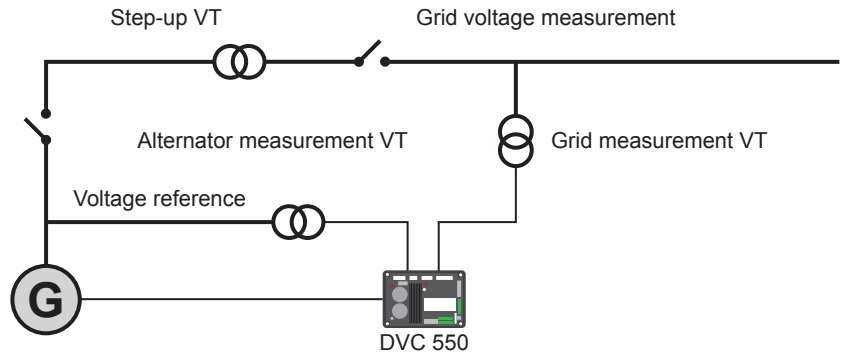 Step-up VT
Grid voltage measurement
Alternator measurement VT
Grid measurement VT
Voltage reference
G
DVC 550